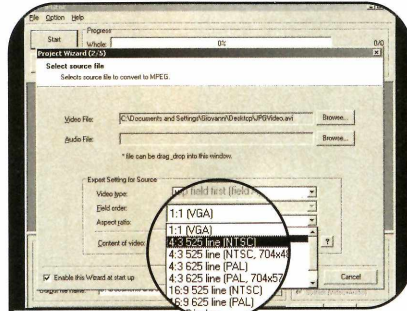 File Option Help
Start
Progress
Whole: 0% 0/0
Project Wizard (2/5)
Select source file
Selects source file to convert to MPEG.
Video File: C:\Documents and Settings\Giovanni\Desktop\JPGVideo.avi Browse...
Audio File: Browse...
* file can be drag_drop into this window.
Expert Setting for Source
Video type:
field first (field
Field order:
Aspect ratio: 1:1 (VGA)
1:1 (VGA)
4:3 525 line (NTSC)
Content of video: ?
4:3 525 line (NTSC, 704x4
4:3 625 line (PAL)
4:3 625 line (PAL, 704x57
16:9 525 line (NTSC)
16:9 625 line (PAL)
Enable this Wizard at start up Cancel